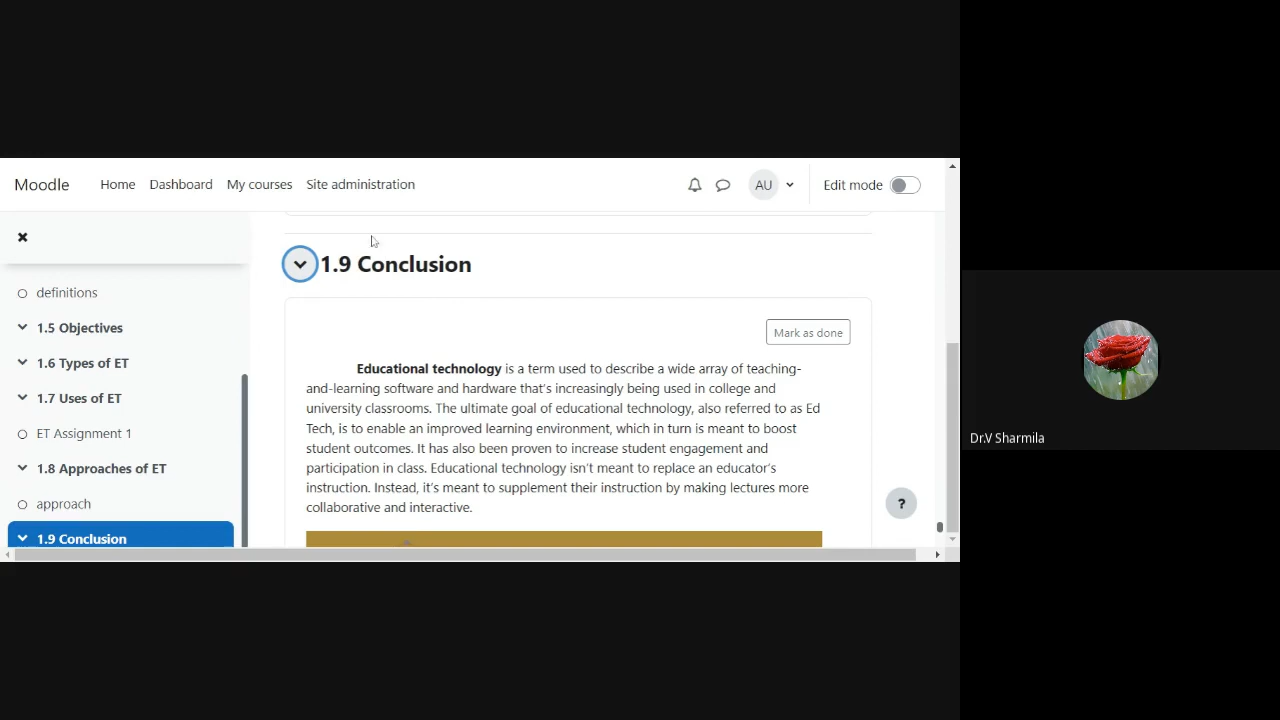 Moodle Home Dashboard My courses Site administration AU Edit mode
definitions
1.5 Objectives
1.6 Types of ET
1.7 Uses of ET
ET Assignment 1
1.8 Approaches of ET
approach
1.9 Conclusion
1.9 Conclusion
Mark as done
Educational technology is a term used to describe a wide array of teaching-
and-learning software and hardware that's increasingly being used in college and
university classrooms. The ultimate goal of educational technology, also referred to as Ed
Tech, is to enable an improved learning environment, which in turn is meant to boost
student outcomes. It has also been proven to increase student engagement and
participation in class. Educational technology isn't meant to replace an educator's
instruction. Instead, it's meant to supplement their instruction by making lectures more
collaborative and interactive.
?
Dr.V Sharmila